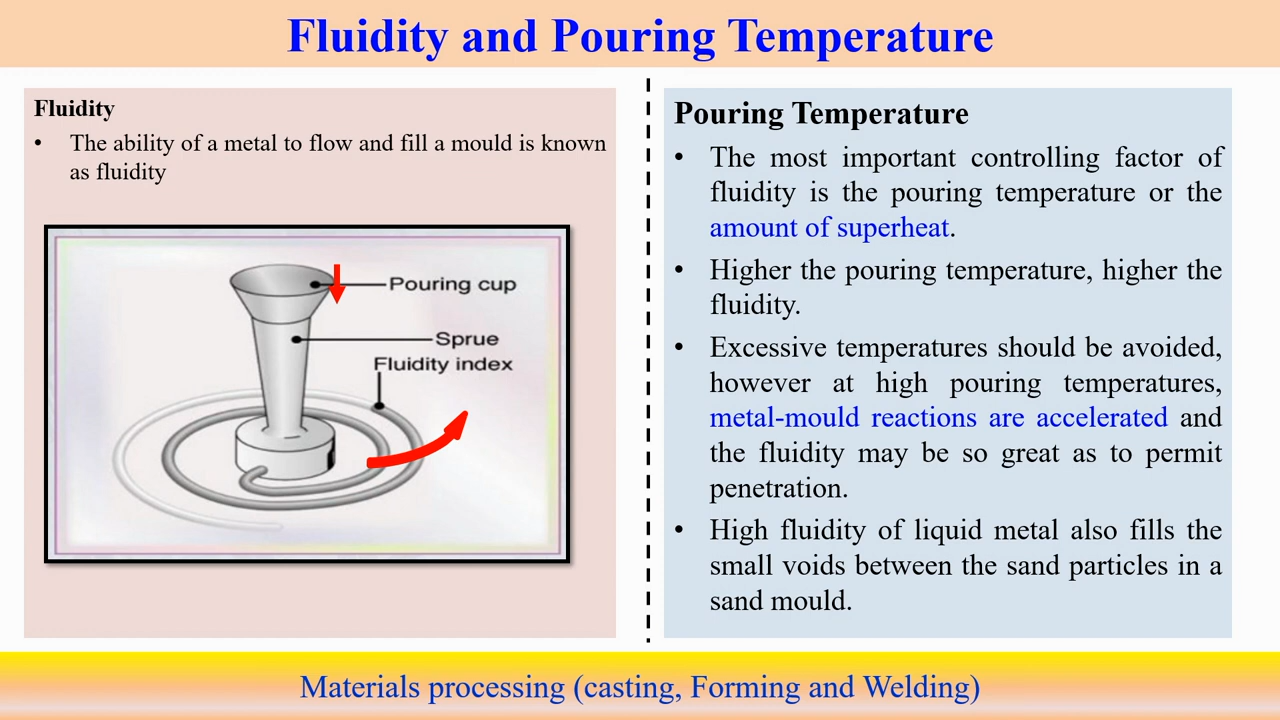 Fluidity and Pouring Temperature
Fluidity
• The ability of a metal to flow and fill a mould is known
as fluidity
Pouring cup
Sprue
Fluidity index
Pouring Temperature
• The most important controlling factor of
fluidity is the pouring temperature or the
amount of superheat.
• Higher the pouring temperature, higher the
fluidity.
• Excessive temperatures should be avoided,
however at high pouring temperatures,
metal-mould reactions are accelerated and
the fluidity may be so great as to permit
penetration.
• High fluidity of liquid metal also fills the
small voids between the sand particles in a
sand mould.
Materials processing (casting, Forming and Welding)